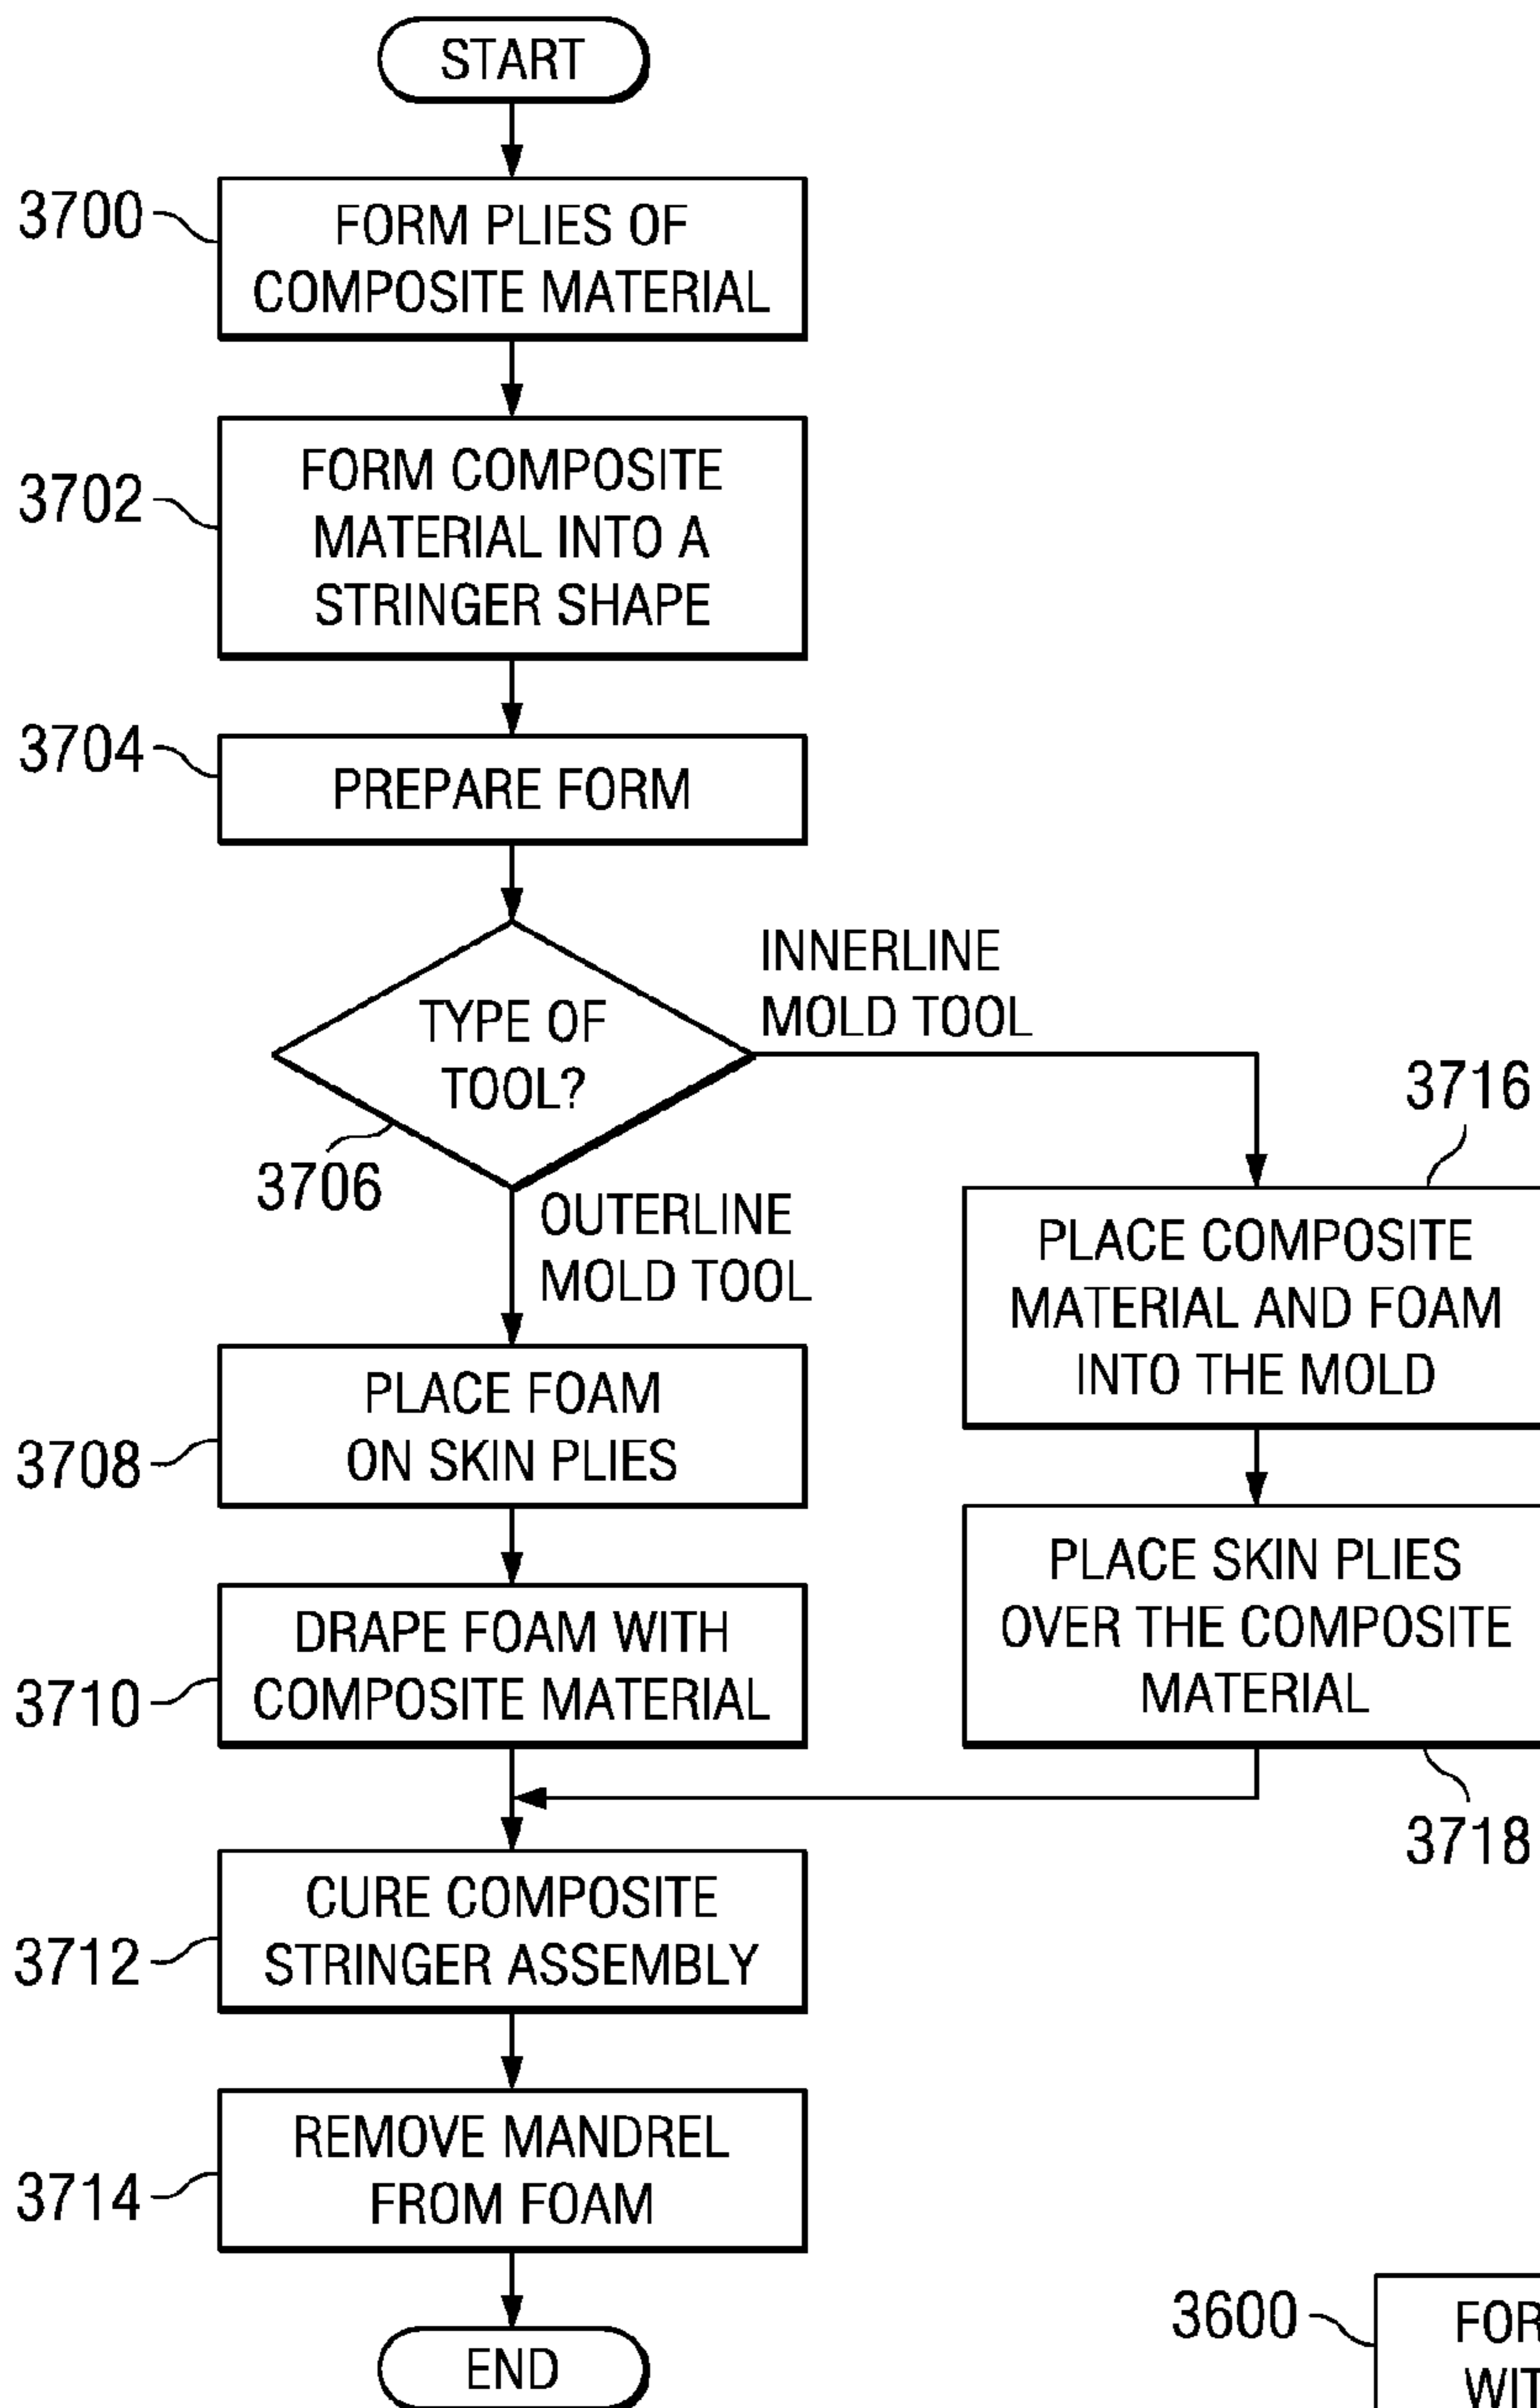 START
3700
FORM PLIES OF
COMPOSITE MATERIAL
3702
FORM COMPOSITE
MATERIAL INTO A
STRINGER SHAPE
3704
PREPARE FORM
TYPE OF
TOOL?
3706
INNERLINE
MOLD TOOL
OUTERLINE
MOLD TOOL
3708
PLACE FOAM
ON SKIN PLIES
3710
DRAPE FOAM WITH
COMPOSITE MATERIAL
3716
PLACE COMPOSITE
MATERIAL AND FOAM
INTO THE MOLD
PLACE SKIN PLIES
OVER THE COMPOSITE
MATERIAL
3718
3712
CURE COMPOSITE
STRINGER ASSEMBLY
3714
REMOVE MANDREL
FROM FOAM
END
3600